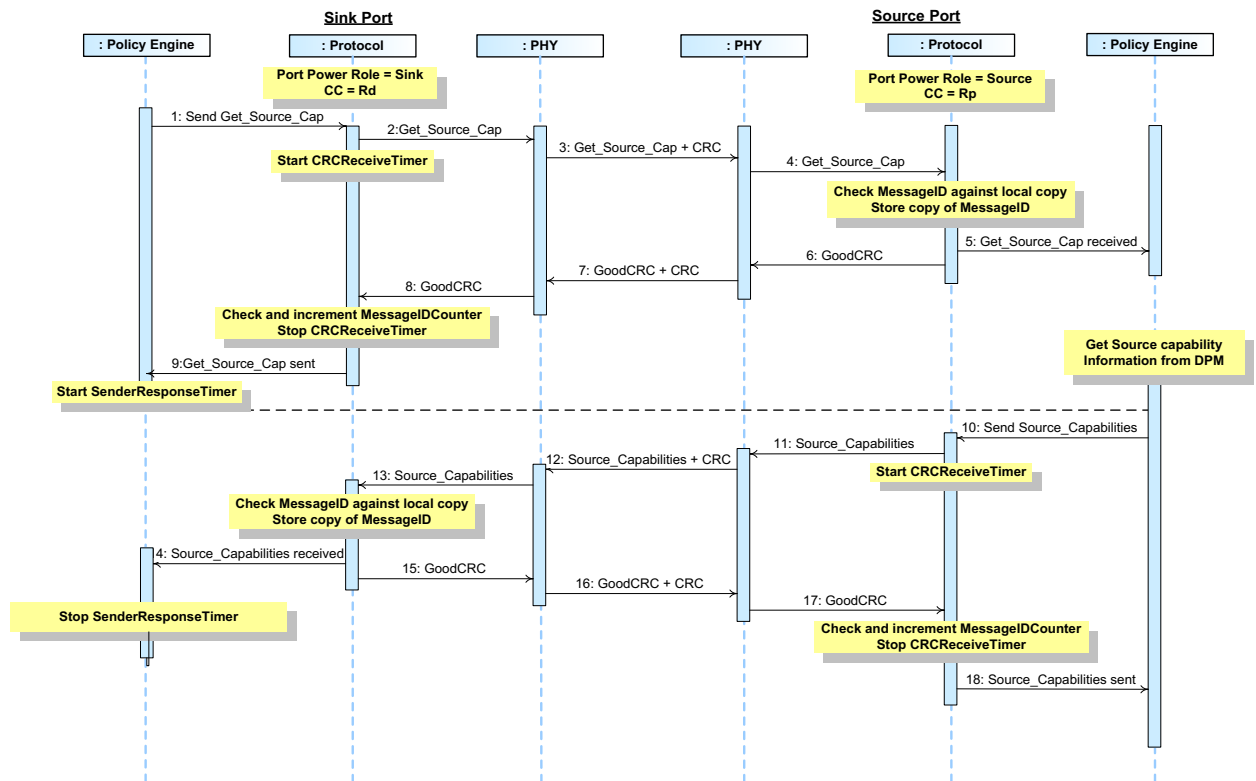 Sink Port
Source Port
: Policy Engine
: Protocol
: PHY
: PHY
: Protocol
: Policy Engine
Port Power Role = Sink
CC = Rd
Port Power Role = Source
CC = Rp
1: Send Get_Source_Cap
2:Get_Source_Cap
Start CRCReceiveTimer
3: Get_Source_Cap + CRC
4: Get_Source_Cap
Check MessageID against local copy
Store copy of MessageID
5: Get_Source_Cap received
6: GoodCRC
7: GoodCRC + CRC
8: GoodCRC
Check and increment MessageIDCounter
Stop CRCReceiveTimer
9:Get_Source_Cap sent
Start SenderResponseTimer
Get Source capability
Information from DPM
10: Send Source_Capabilities
11: Source_Capabilities
Start CRCReceiveTimer
12: Source_Capabilities + CRC
13: Source_Capabilities
Check MessageID against local copy
Store copy of MessageID
4: Source_Capabilities received
15: GoodCRC
16: GoodCRC + CRC
17: GoodCRC
Stop SenderResponseTimer
Check and increment MessageIDCounter
Stop CRCReceiveTimer
18: Source_Capabilities sent